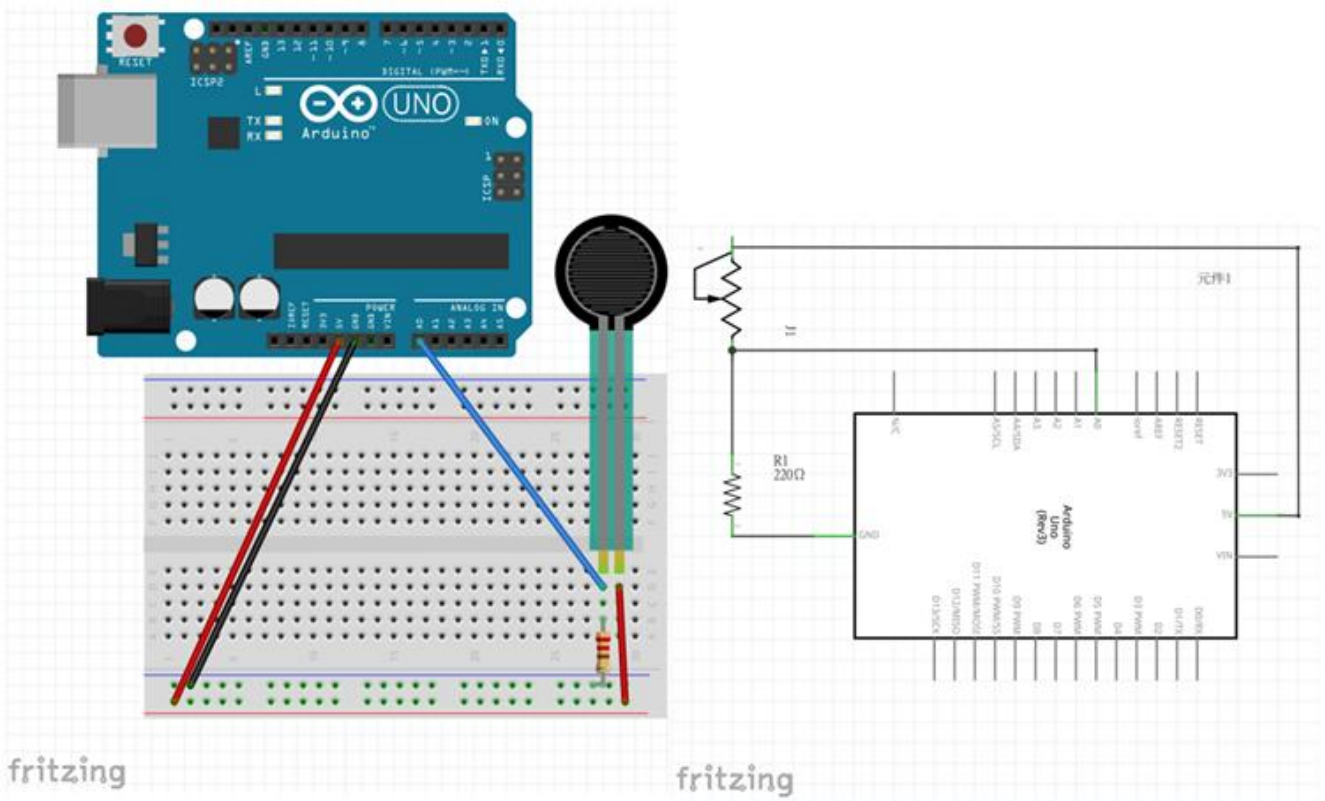 RESET
ICSP2
AREF
GND
13
12
~11
~10
~9
8
7
~6
~5
4
~3
2
TX0▶1
RX0◀0
DIGITAL (PWM=~)
L
TX
RX
Arduino™
UNO
ON
1
ICSP
POWER
ANALOG IN
IOREF
RESET
3V3
5V
GND
GND
VIN
A0
A1
A2
A3
A4
A5
元件1
J1
R1
220Ω
N/C
A5/SCL
A4/SDA
A3
A2
A1
A0
ioref
AREF
RESET2
RESET
3V3
5V
VIN
GND
Arduino
Uno
(Rev3)
D13/SCK
D12/MISO
D11 PWM/MOSI
D10 PWM/SS
D9 PWM
D8
D7
D6 PWM
D5 PWM
D4
D3 PWM
D2
D1/TX
D0/RX
fritzing
fritzing